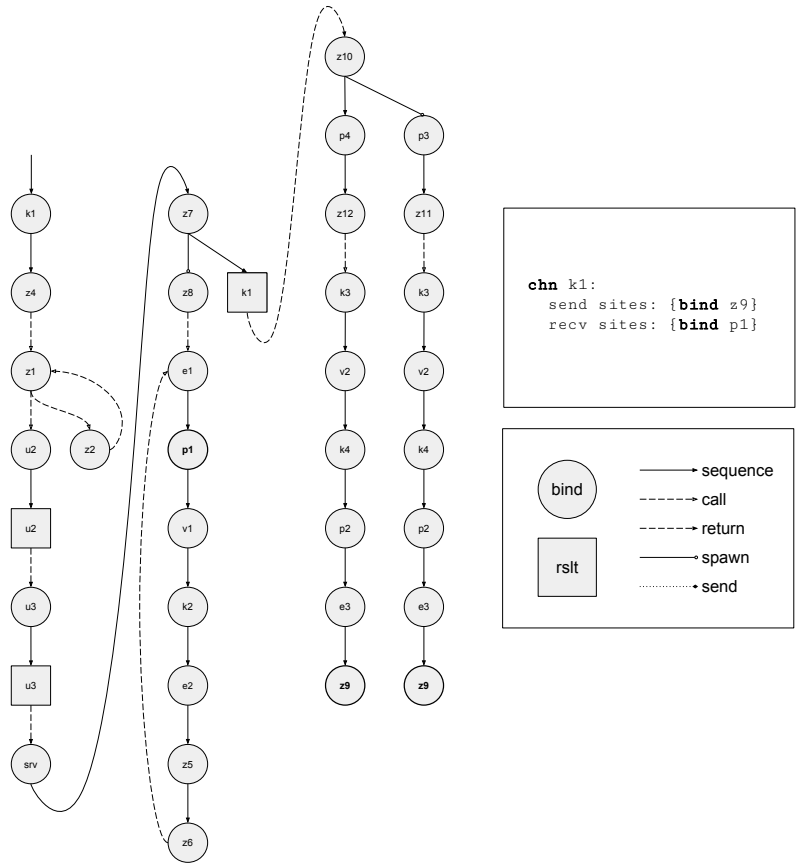 z10
p4
p3
k1
z7
z12
z11
z4
z8
k1
k3
k3
z1
e1
v2
v2
u2
z2
p1
k4
k4
u2
v1
p2
p2
u3
k2
e3
e3
u3
e2
z9
z9
srv
z5
z6
chn k1:
send sites: {bind z9}
recv sites: {bind p1}
bind
rslt
sequence
call
return
spawn
send